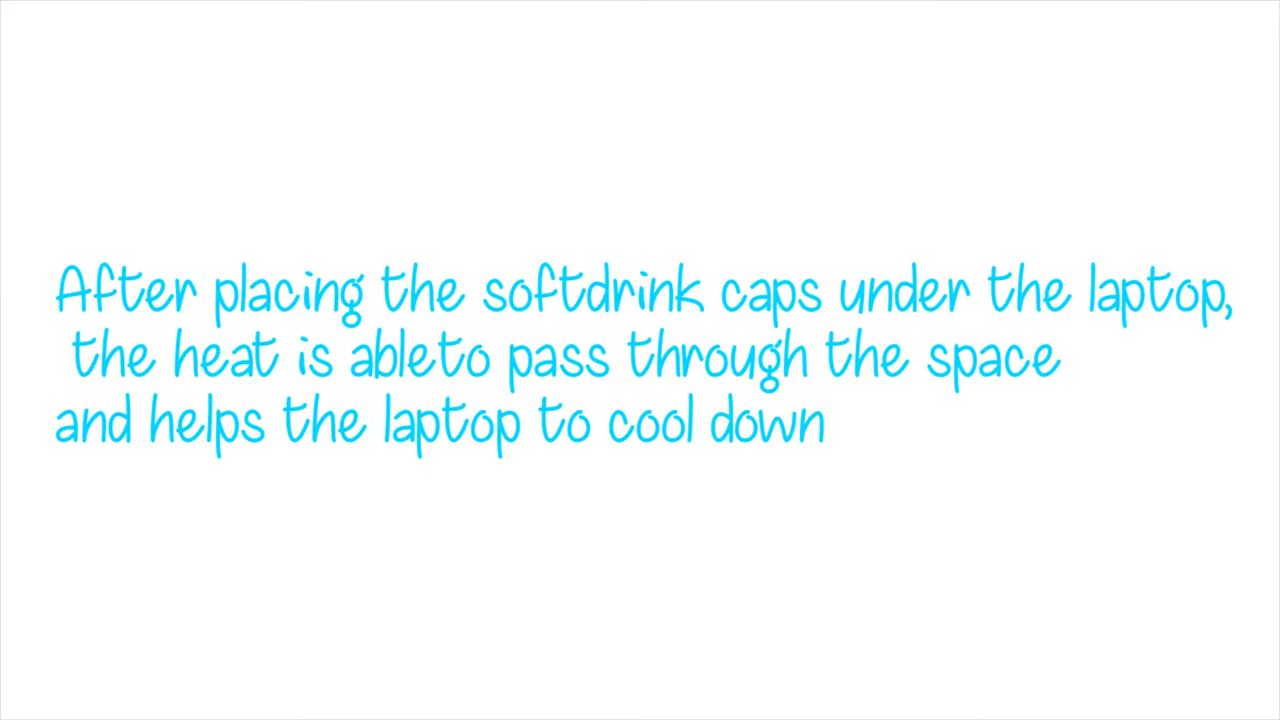 After placing the softdrink caps under the laptop,
the heat is ableto pass through the space
and helps the laptop to cool down